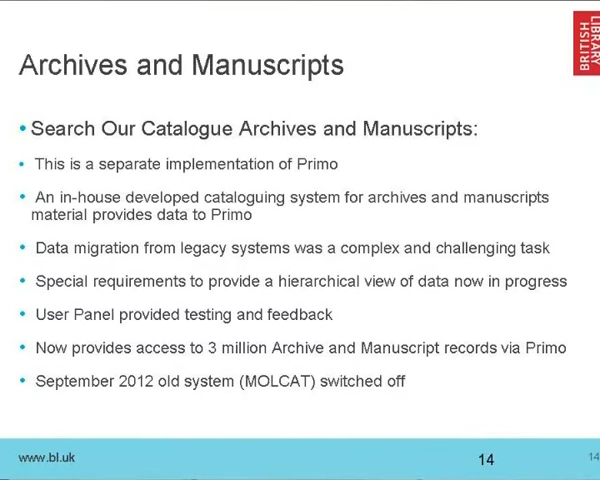 BRITISH
LIBRARY
Archives and Manuscripts
• Search Our Catalogue Archives and Manuscripts:
• This is a separate implementation of Primo
• An in-house developed cataloguing system for archives and manuscripts
material provides data to Primo
• Data migration from legacy systems was a complex and challenging task
• Special requirements to provide a hierarchical view of data now in progress
• User Panel provided testing and feedback
• Now provides access to 3 million Archive and Manuscript records via Primo
• September 2012 old system (MOLCAT) switched off
www.bl.uk 14 14